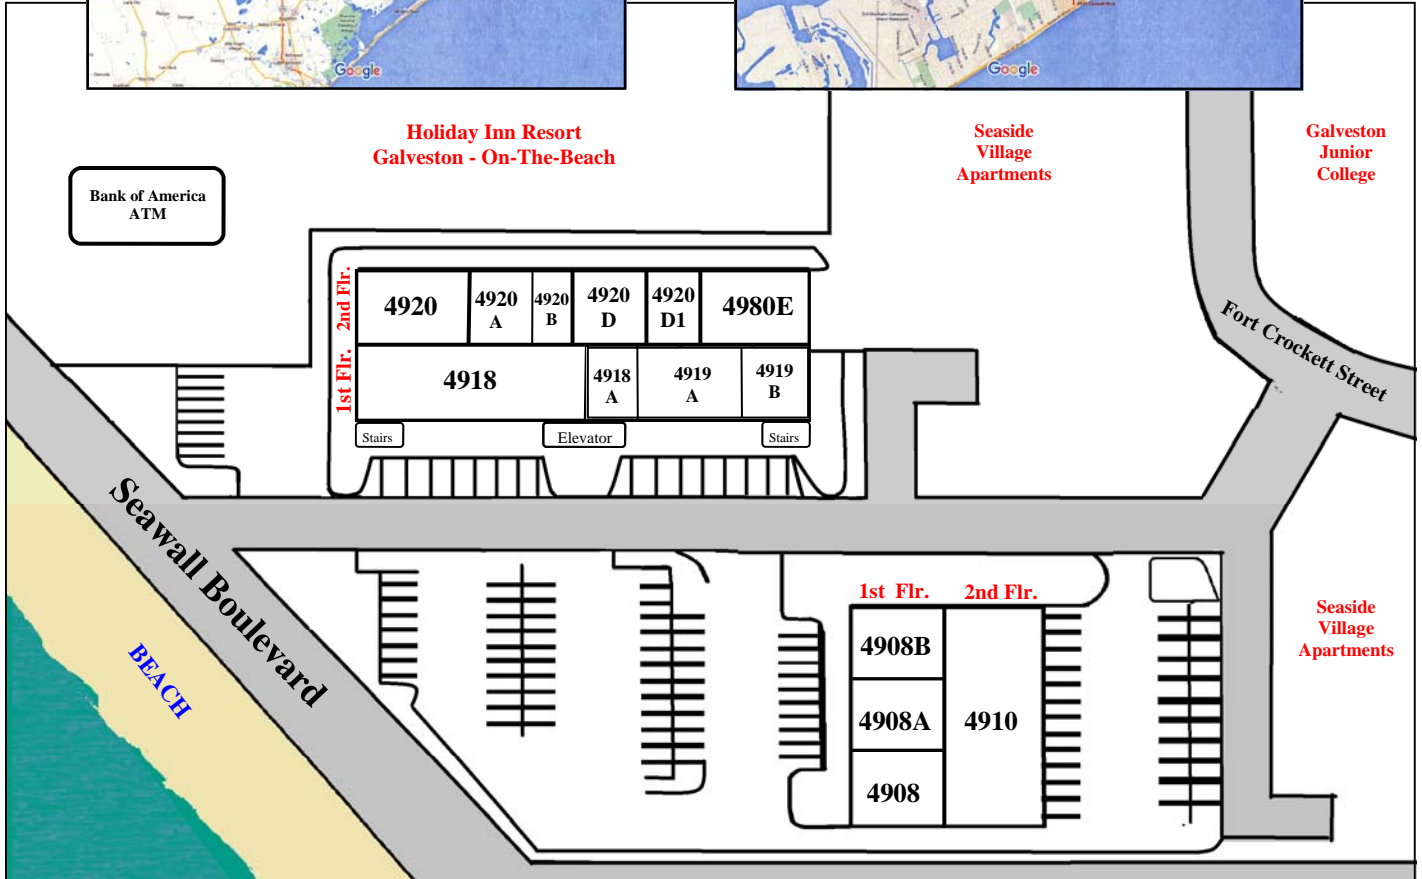 Google
Google
Holiday Inn Resort
Galveston - On-The-Beach
Seaside
Village
Apartments
Galveston
Junior
College
Bank of America
ATM
2nd Flr.
4920
4920
A
4920
B
4920
D
4920
D1
4980E
1st Flr.
4918
4918
A
4919
A
4919
B
Stairs
Elevator
Stairs
Fort Crockett Street
Seawall Boulevard
BEACH
1st Flr.
2nd Flr.
4908B
4908A
4908
4910
Seaside
Village
Apartments